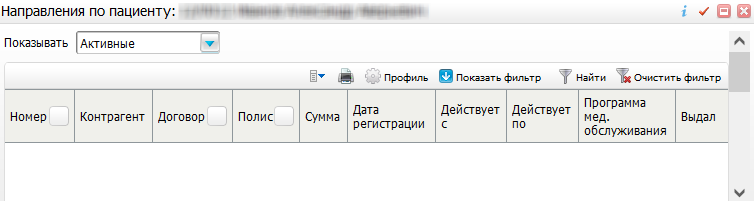 Направления по пациенту:
Показывать Активные
Профиль Показать фильтр Найти Очистить фильтр
Номер Контрагент Договор Полис Сумма Дата регистрации Действует с Действует по Программа мед. обслуживания Выдал